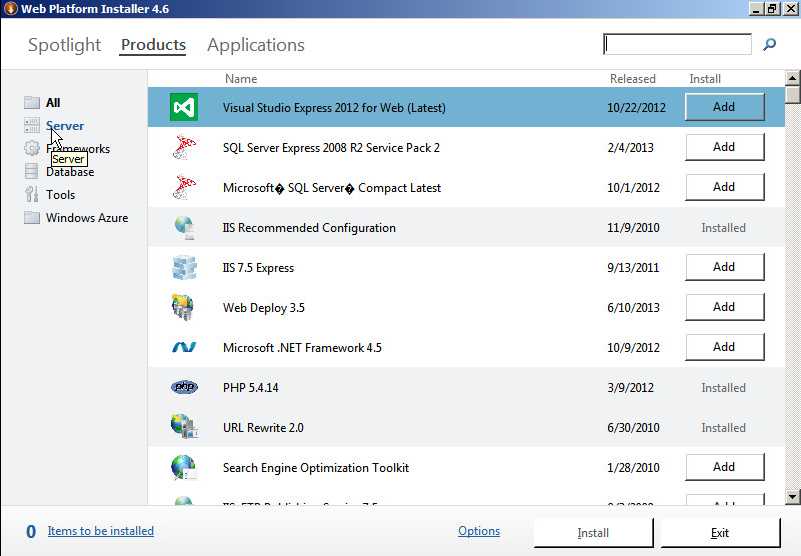 Web Platform Installer 4.6
Spotlight Products Applications
Name Released Install
All
Server
Frameworks
Server
Database
Tools
Windows Azure
Visual Studio Express 2012 for Web (Latest) 10/22/2012 Add
SQL Server Express 2008 R2 Service Pack 2 2/4/2013 Add
Microsoft� SQL Server� Compact Latest 10/1/2012 Add
IIS Recommended Configuration 11/9/2010 Installed
IIS 7.5 Express 9/13/2011 Add
Web Deploy 3.5 6/10/2013 Add
Microsoft .NET Framework 4.5 10/9/2012 Add
php PHP 5.4.14 3/9/2012 Installed
URL Rewrite 2.0 6/30/2010 Installed
Search Engine Optimization Toolkit 1/28/2010 Add
0 Items to be installed Options Install Exit